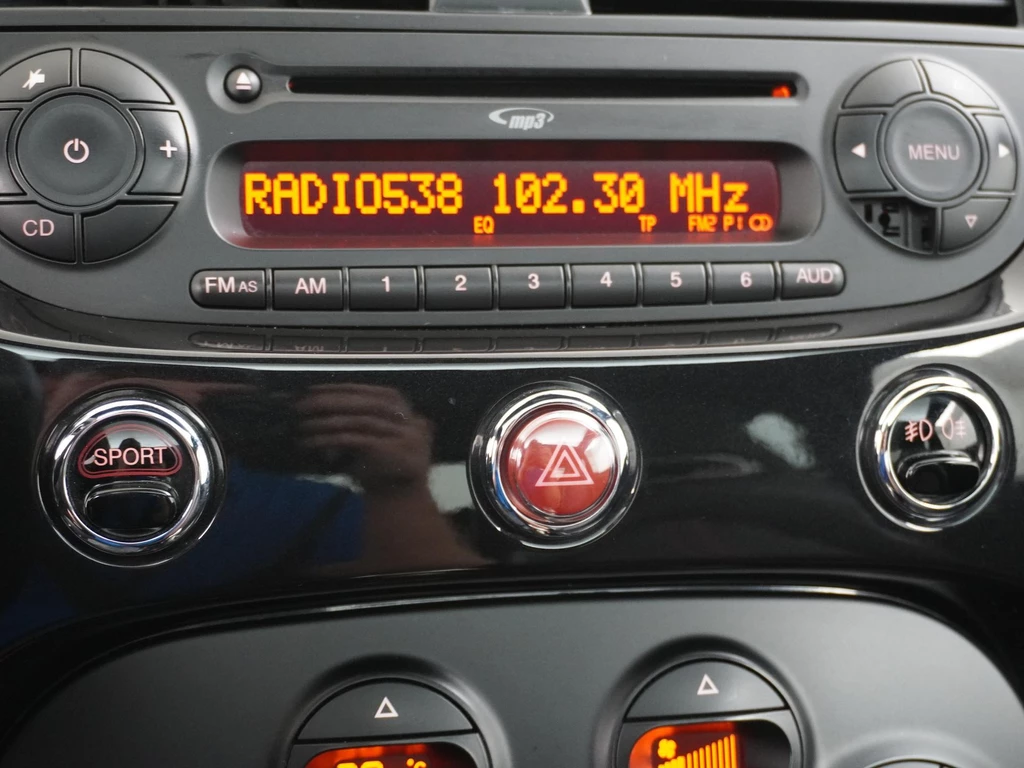 mp3
MENU
RADIO538 102.30 MHz
EQ TP FM2 P1 CD
CD
FM AS AM 1 2 3 4 5 6 AUD
SPORT
°C